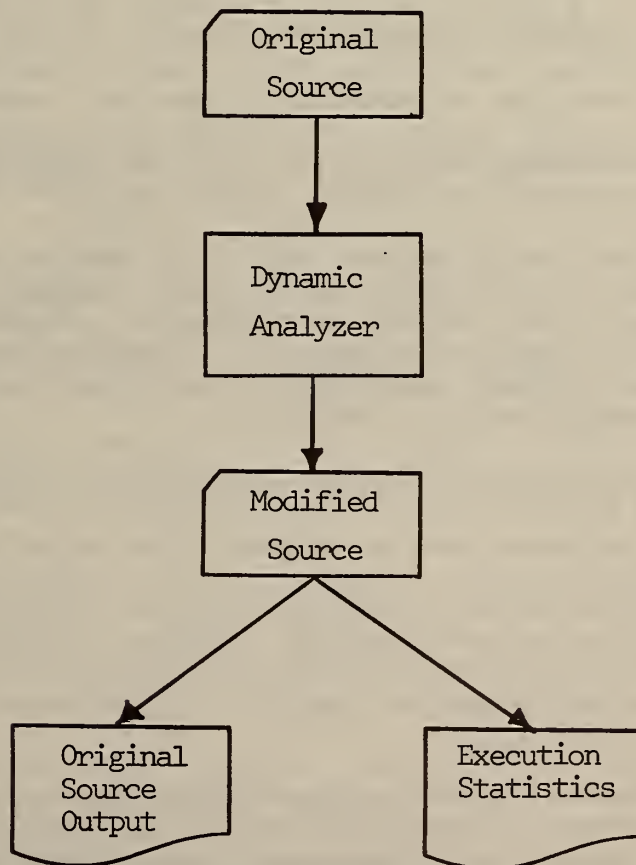 Original
Source
Dynamic
Analyzer
Modified
Source
Original
Source
Output
Execution
Statistics